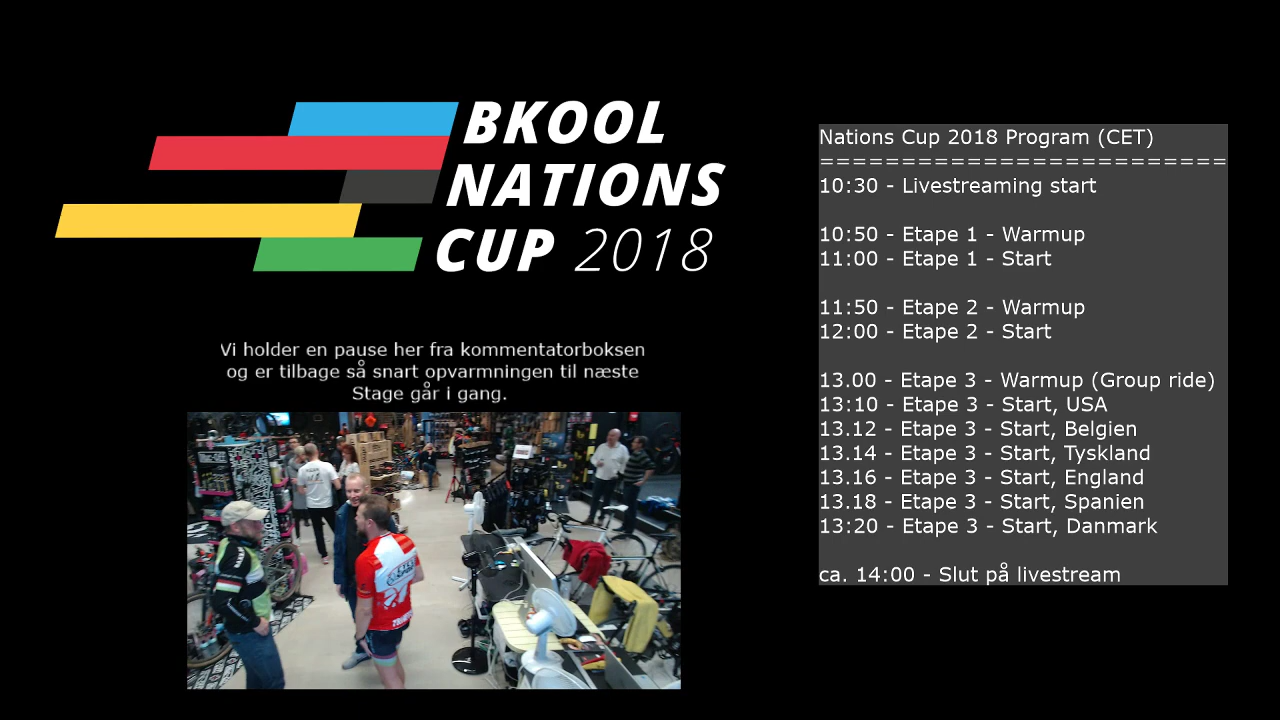 BKOOL
NATIONS
CUP 2018
Vi holder en pause her fra kommentatorboksen
og er tilbage så snart opvarmningen til næste
Stage går i gang.
Nations Cup 2018 Program (CET)
=========================
10:30 - Livestreaming start
10:50 - Etape 1 - Warmup
11:00 - Etape 1 - Start
11:50 - Etape 2 - Warmup
12:00 - Etape 2 - Start
13.00 - Etape 3 - Warmup (Group ride)
13:10 - Etape 3 - Start, USA
13.12 - Etape 3 - Start, Belgien
13.14 - Etape 3 - Start, Tyskland
13.16 - Etape 3 - Start, England
13.18 - Etape 3 - Start, Spanien
13:20 - Etape 3 - Start, Danmark
ca. 14:00 - Slut på livestream